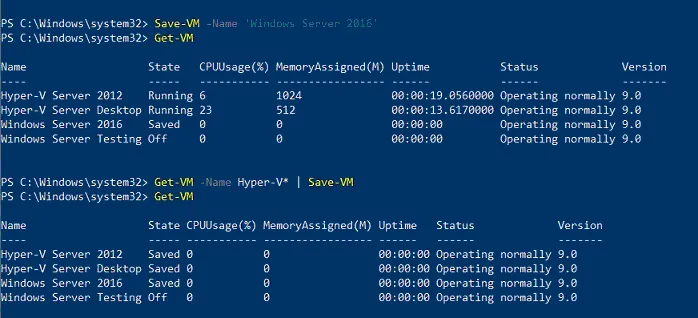 PS C:\Windows\system32> Save-VM -Name 'Windows Server 2016'
PS C:\Windows\system32> Get-VM
Name State CPUUsage(%) MemoryAssigned(M) Uptime Status Version
---- ----- ----------- ----------------- ------ ------ -------
Hyper-V Server 2012 Running 6 1024 00:00:19.0560000 Operating normally 9.0
Hyper-V Server Desktop Running 23 512 00:00:13.6170000 Operating normally 9.0
Windows Server 2016 Saved 0 0 00:00:00 Operating normally 9.0
Windows Server Testing Off 0 0 00:00:00 Operating normally 9.0
PS C:\Windows\system32> Get-VM -Name Hyper-V* | Save-VM
PS C:\Windows\system32> Get-VM
Name State CPUUsage(%) MemoryAssigned(M) Uptime Status Version
---- ----- ----------- ----------------- ------ ------ -------
Hyper-V Server 2012 Saved 0 0 00:00:00 Operating normally 9.0
Hyper-V Server Desktop Saved 0 0 00:00:00 Operating normally 9.0
Windows Server 2016 Saved 0 0 00:00:00 Operating normally 9.0
Windows Server Testing Off 0 0 00:00:00 Operating normally 9.0